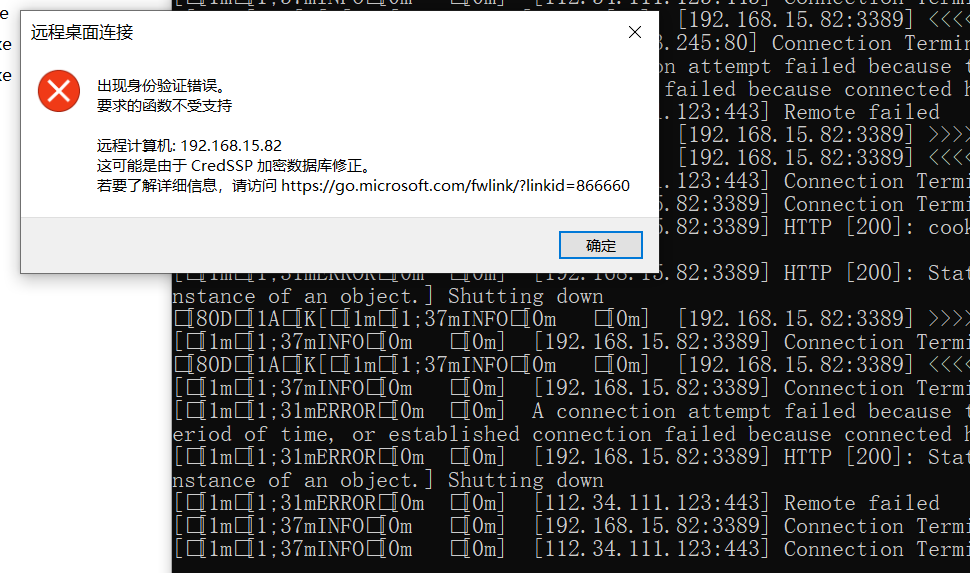 远程桌面连接
出现身份验证错误。
要求的函数不受支持
远程计算机: 192.168.15.82
这可能是由于 CredSSP 加密数据库修正。
若要了解详细信息，请访问 https://go.microsoft.com/fwlink/?linkid=866660
确定
[192.168.15.82:3389] <<<<
.245:80] Connection Termin
attempt failed because t
failed because connected h
.123:443] Remote failed
[192.168.15.82:3389] >>>>
[192.168.15.82:3389] <<<<
.123:443] Connection Termi
.82:3389] Connection Termi
.82:3389] HTTP [200]: cook
[□[1m□[1;31mERROR□[0m □[0m] [192.168.15.82:3389] HTTP [200]: Stat
nstance of an object.] Shutting down
□[80D□[1A□[K[□[1m□[1;37mINFO□[0m □[0m] [192.168.15.82:3389] >>>>
[□[1m□[1;37mINFO□[0m □[0m] [192.168.15.82:3389] Connection Termi
□[80D□[1A□[K[□[1m□[1;37mINFO□[0m □[0m] [192.168.15.82:3389] <<<<
[□[1m□[1;37mINFO□[0m □[0m] [192.168.15.82:3389] Connection Termi
[□[1m□[1;31mERROR□[0m □[0m] A connection attempt failed because t
eriod of time, or established connection failed because connected h
[□[1m□[1;31mERROR□[0m □[0m] [192.168.15.82:3389] HTTP [200]: Stat
nstance of an object.] Shutting down
[□[1m□[1;31mERROR□[0m □[0m] [112.34.111.123:443] Remote failed
[□[1m□[1;37mINFO□[0m □[0m] [192.168.15.82:3389] Connection Termi
[□[1m□[1;37mINFO□[0m □[0m] [112.34.111.123:443] Connection Termi